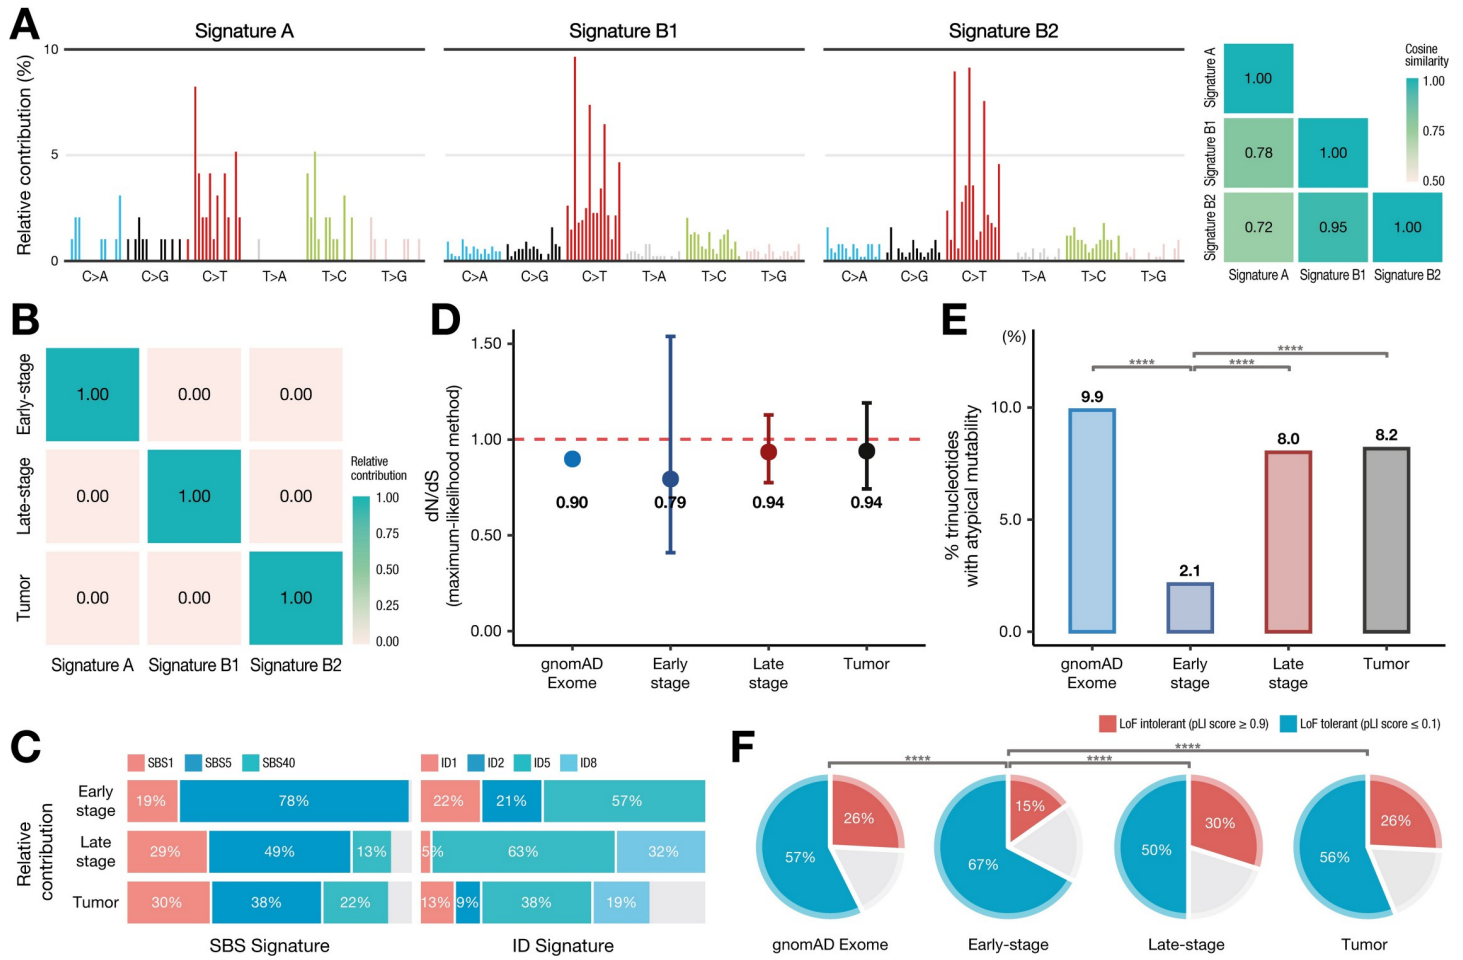 A
Signature A
Signature B1
Signature B2
Relative contribution (%)
10
5
0
C>A
C>G
C>T
T>A
T>C
T>G
C>A
C>G
C>T
T>A
T>C
T>G
C>A
C>G
C>T
T>A
T>C
T>G
Signature A
Signature B1
Signature B2
1.00
0.78
1.00
0.72
0.95
1.00
Signature A
Signature B1
Signature B2
Cosine
similarity
1.00
0.75
0.50
B
Early-stage
Late-stage
Tumor
1.00
0.00
0.00
0.00
1.00
0.00
0.00
0.00
1.00
Signature A
Signature B1
Signature B2
Relative
contribution
1.00
0.75
0.50
0.25
0.00
D
dN/dS
(maximum-likelihood method)
1.50
1.00
0.50
0.00
0.90
0.79
0.94
0.94
gnomAD
Exome
Early
stage
Late
stage
Tumor
E
(%)
% trinucleotides
with atypical mutability
10.0
5.0
0.0
****
****
****
9.9
2.1
8.0
8.2
gnomAD
Exome
Early
stage
Late
stage
Tumor
C
Relative
contribution
SBS1
SBS5
SBS40
ID1
ID2
ID5
ID8
Early
stage
19%
78%
22%
21%
57%
Late
stage
29%
49%
13%
5%
63%
32%
Tumor
30%
38%
22%
13%
9%
38%
19%
SBS Signature
ID Signature
F
LoF intolerant (pLI score ≥ 0.9)
LoF tolerant (pLI score ≤ 0.1)
****
****
****
26%
57%
15%
67%
30%
50%
26%
56%
gnomAD Exome
Early-stage
Late-stage
Tumor